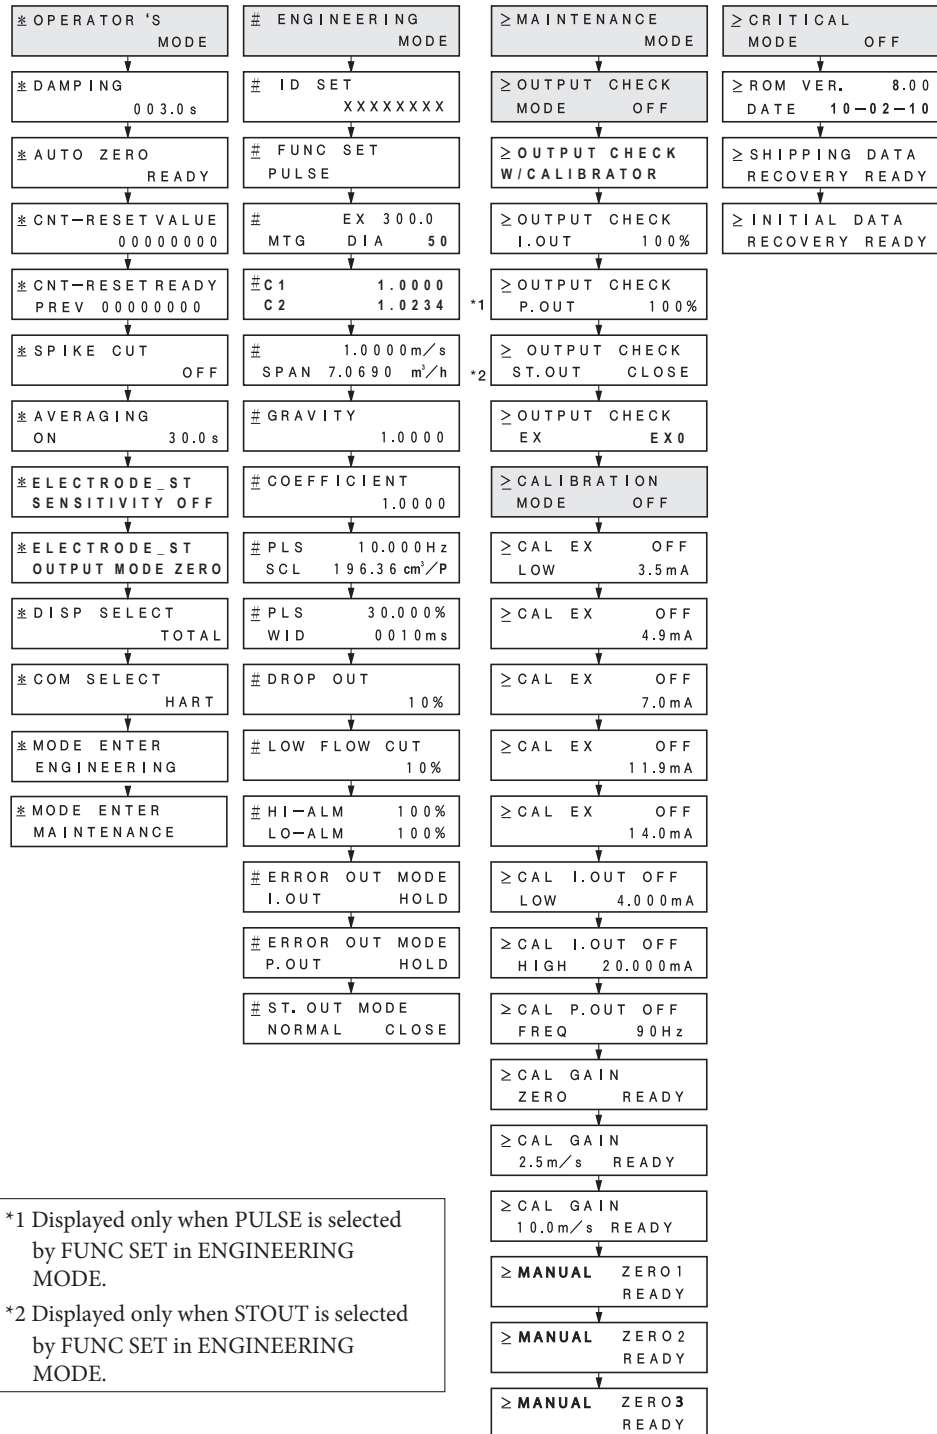 * OPERATOR 'S
MODE
* DAMPING
003.0s
* AUTO ZERO
READY
* CNT-RESET VALUE
00000000
* CNT-RESET READY
PREV 00000000
* SPIKE CUT
OFF
* AVERAGING
ON 30.0s
* ELECTRODE_ST
SENSITIVITY OFF
* ELECTRODE_ST
OUTPUT MODE ZERO
* DISP SELECT
TOTAL
* COM SELECT
HART
* MODE ENTER
ENGINEERING
* MODE ENTER
MAINTENANCE
# ENGINEERING
MODE
# ID SET
XXXXXXXX
# FUNC SET
PULSE
# EX 300.0
MTG DIA 50
# C1 1.0000
C2 1.0234
# 1.0000m/s
SPAN 7.0690 m³/h
# GRAVITY
1.0000
# COEFFICIENT
1.0000
# PLS 10.000Hz
SCL 196.36 cm³/P
# PLS 30.000%
WID 0010ms
# DROP OUT
10%
# LOW FLOW CUT
10%
# HI-ALM 100%
LO-ALM 100%
# ERROR OUT MODE
I.OUT HOLD
# ERROR OUT MODE
P.OUT HOLD
# ST. OUT MODE
NORMAL CLOSE
≥ MAINTENANCE
MODE
≥ OUTPUT CHECK
MODE OFF
≥ OUTPUT CHECK
W/CALIBRATOR
≥ OUTPUT CHECK
I.OUT 100%
*1
≥ OUTPUT CHECK
P.OUT 100%
*2
≥ OUTPUT CHECK
ST.OUT CLOSE
≥ OUTPUT CHECK
EX EX0
≥ CALIBRATION
MODE OFF
≥ CAL EX OFF
LOW 3.5mA
≥ CAL EX OFF
4.9mA
≥ CAL EX OFF
7.0mA
≥ CAL EX OFF
11.9mA
≥ CAL EX OFF
14.0mA
≥ CAL I.OUT OFF
LOW 4.000mA
≥ CAL I.OUT OFF
HIGH 20.000mA
≥ CAL P.OUT OFF
FREQ 90Hz
≥ CAL GAIN
ZERO READY
≥ CAL GAIN
2.5m/s READY
≥ CAL GAIN
10.0m/s READY
≥ MANUAL ZERO1
READY
≥ MANUAL ZERO2
READY
≥ MANUAL ZERO3
READY
≥ CRITICAL
MODE OFF
≥ ROM VER. 8.00
DATE 10-02-10
≥ SHIPPING DATA
RECOVERY READY
≥ INITIAL DATA
RECOVERY READY
*1 Displayed only when PULSE is selected
by FUNC SET in ENGINEERING
MODE.
*2 Displayed only when STOUT is selected
by FUNC SET in ENGINEERING
MODE.